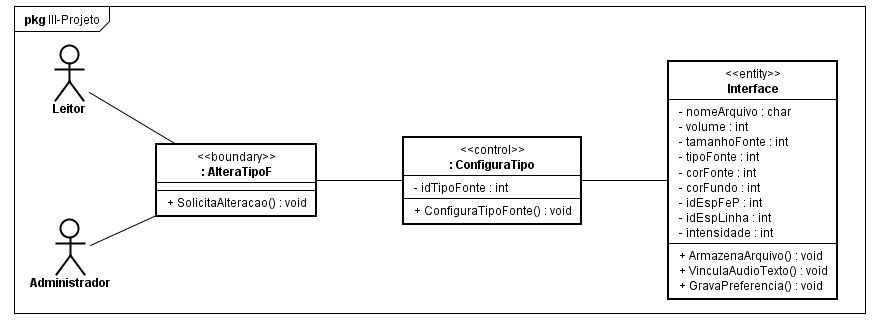 pkg III-Projeto
Leitor
Administrador
<<boundary>>
: AlteraTipoF
+ SolicitaAlteracao() : void
<<control>>
: ConfiguraTipo
- idTipoFonte : int
+ ConfiguraTipoFonte() : void
<<entity>>
Interface
- nomeArquivo : char
- volume : int
- tamanhoFonte : int
- tipoFonte : int
- corFonte : int
- corFundo : int
- idEspFeP : int
- idEspLinha : int
- intensidade : int
+ ArmazenaArquivo() : void
+ VinculaAudioTexto() : void
+ GravaPreferencia() : void